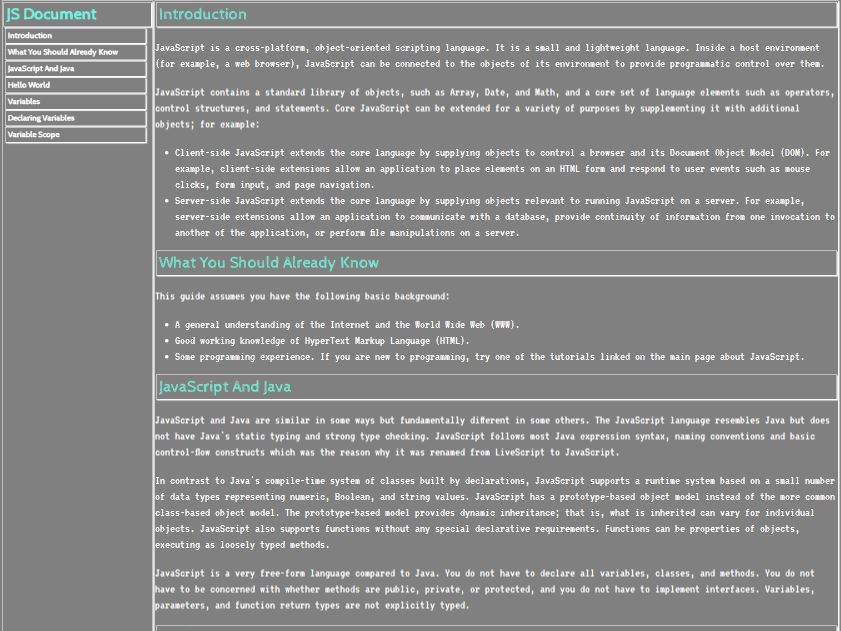 JS Document
Introduction
What You Should Already Know
JavaScript And Java
Hello World
Variables
Declaring Variables
Variable Scope
Introduction
JavaScript is a cross-platform, object-oriented scripting language. It is a small and lightweight language. Inside a host environment
(for example, a web browser), JavaScript can be connected to the objects of its environment to provide programmatic control over them.
JavaScript contains a standard library of objects, such as Array, Date, and Math, and a core set of language elements such as operators,
control structures, and statements. Core JavaScript can be extended for a variety of purposes by supplementing it with additional
objects; for example:
• Client-side JavaScript extends the core language by supplying objects to control a browser and its Document Object Model (DOM). For
example, client-side extensions allow an application to place elements on an HTML form and respond to user events such as mouse
clicks, form input, and page navigation.
• Server-side JavaScript extends the core language by supplying objects relevant to running JavaScript on a server. For example,
server-side extensions allow an application to communicate with a database, provide continuity of information from one invocation to
another of the application, or perform file manipulations on a server.
What You Should Already Know
This guide assumes you have the following basic background:
• A general understanding of the Internet and the World Wide Web (WWW).
• Good working knowledge of HyperText Markup Language (HTML).
• Some programming experience. If you are new to programming, try one of the tutorials linked on the main page about JavaScript.
JavaScript And Java
JavaScript and Java are similar in some ways but fundamentally different in some others. The JavaScript language resembles Java but does
not have Java's static typing and strong type checking. JavaScript follows most Java expression syntax, naming conventions and basic
control-flow constructs which was the reason why it was renamed from LiveScript to JavaScript.
In contrast to Java's compile-time system of classes built by declarations, JavaScript supports a runtime system based on a small number
of data types representing numeric, Boolean, and string values. JavaScript has a prototype-based object model instead of the more common
class-based object model. The prototype-based model provides dynamic inheritance; that is, what is inherited can vary for individual
objects. JavaScript also supports functions without any special declarative requirements. Functions can be properties of objects,
executing as loosely typed methods.
JavaScript is a very free-form language compared to Java. You do not have to declare all variables, classes, and methods. You do not
have to be concerned with whether methods are public, private, or protected, and you do not have to implement interfaces. Variables,
parameters, and function return types are not explicitly typed.